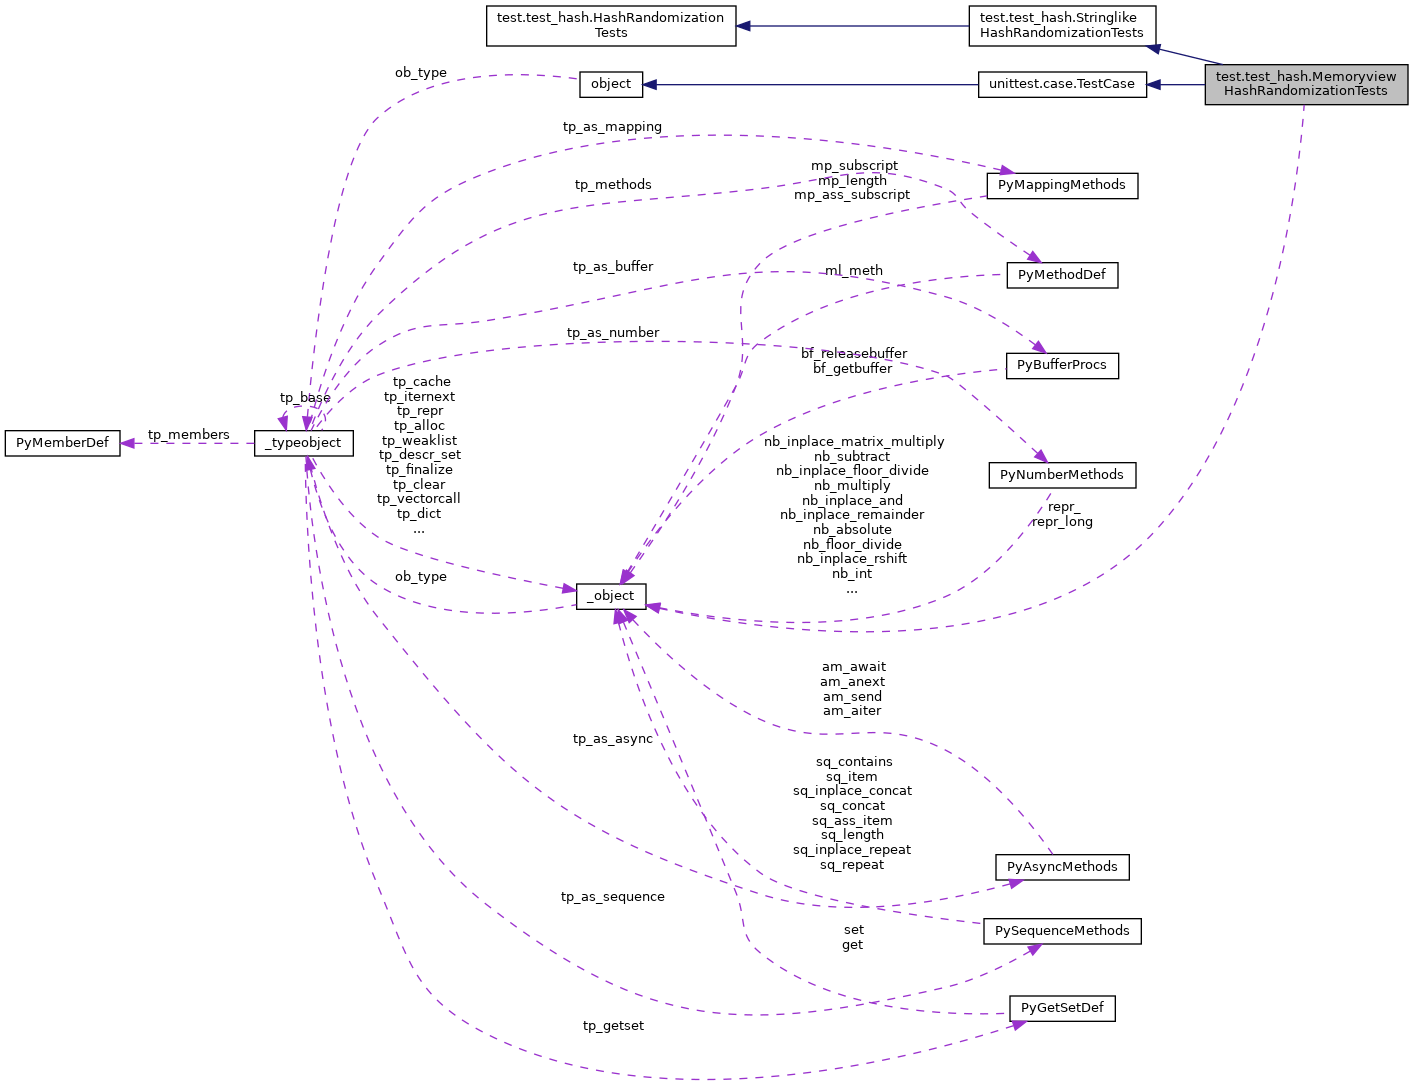 test.test_hash.HashRandomization
Tests
test.test_hash.Stringlike
HashRandomizationTests
test.test_hash.Memoryview
HashRandomizationTests
ob_type
object
unittest.case.TestCase
tp_as_mapping
mp_subscript
mp_length
mp_ass_subscript
tp_methods
PyMappingMethods
tp_as_buffer
ml_meth
PyMethodDef
tp_as_number
bf_releasebuffer
bf_getbuffer
PyBufferProcs
tp_base
tp_cache
tp_iternext
tp_repr
tp_alloc
tp_weaklist
tp_descr_set
tp_finalize
tp_clear
tp_vectorcall
tp_dict
...
PyMemberDef
tp_members
_typeobject
nb_inplace_matrix_multiply
nb_subtract
nb_inplace_floor_divide
nb_multiply
nb_inplace_and
nb_inplace_remainder
nb_absolute
nb_floor_divide
nb_inplace_rshift
nb_int
...
PyNumberMethods
repr_
repr_long
ob_type
_object
am_await
am_anext
am_send
am_aiter
tp_as_async
sq_contains
sq_item
sq_inplace_concat
sq_concat
sq_ass_item
sq_length
sq_inplace_repeat
sq_repeat
PyAsyncMethods
tp_as_sequence
set
get
PySequenceMethods
PyGetSetDef
tp_getset